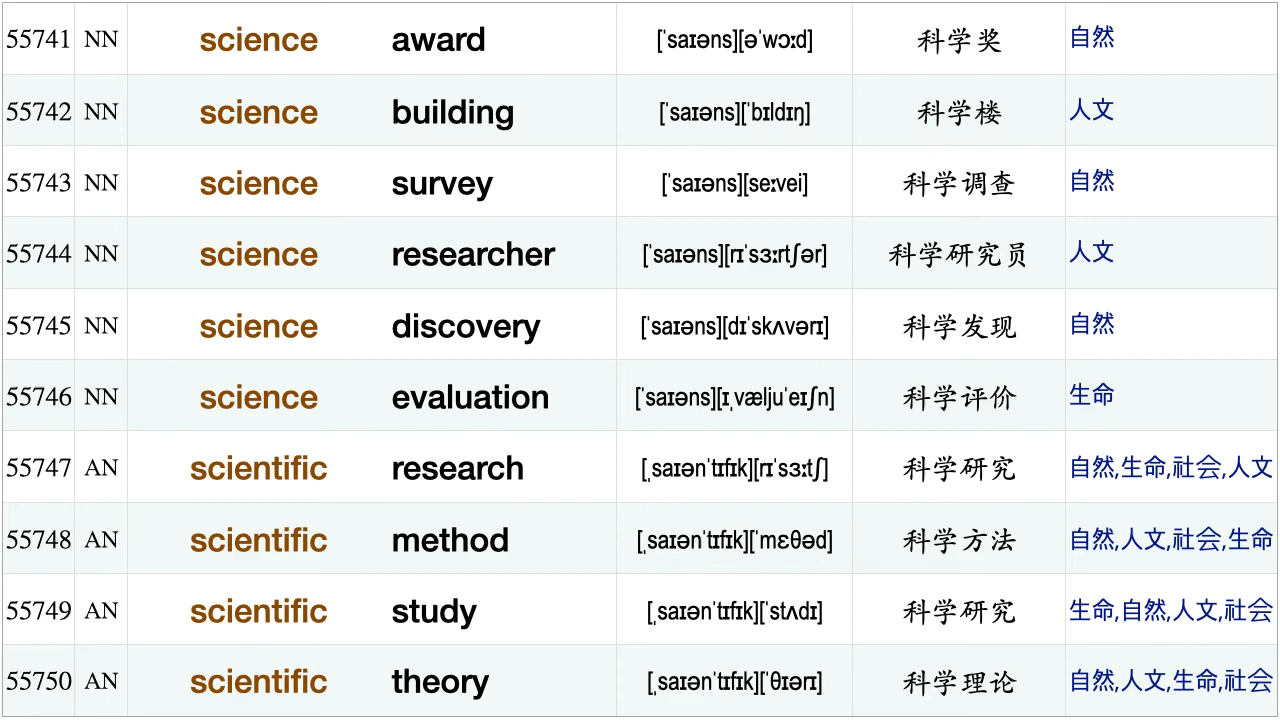 55741 NN science award [ˈsaɪəns][əˈwɔːd] 科学奖 自然
55742 NN science building [ˈsaɪəns][ˈbɪldɪŋ] 科学楼 人文
55743 NN science survey [ˈsaɪəns][seːvei] 科学调查 自然
55744 NN science researcher [ˈsaɪəns][rɪˈsɜːrtʃər] 科学研究员 人文
55745 NN science discovery [ˈsaɪəns][dɪˈskʌvərɪ] 科学发现 自然
55746 NN science evaluation [ˈsaɪəns][ɪˌvæljuˈeɪʃn] 科学评价 生命
55747 AN scientific research [ˌsaɪənˈtɪfɪk][rɪˈsɜːtʃ] 科学研究 自然,生命,社会,人文
55748 AN scientific method [ˌsaɪənˈtɪfɪk][ˈmɛθəd] 科学方法 自然,人文,社会,生命
55749 AN scientific study [ˌsaɪənˈtɪfɪk][ˈstʌdɪ] 科学研究 生命,自然,人文,社会
55750 AN scientific theory [ˌsaɪənˈtɪfɪk][ˈθɪərɪ] 科学理论 自然,人文,生命,社会